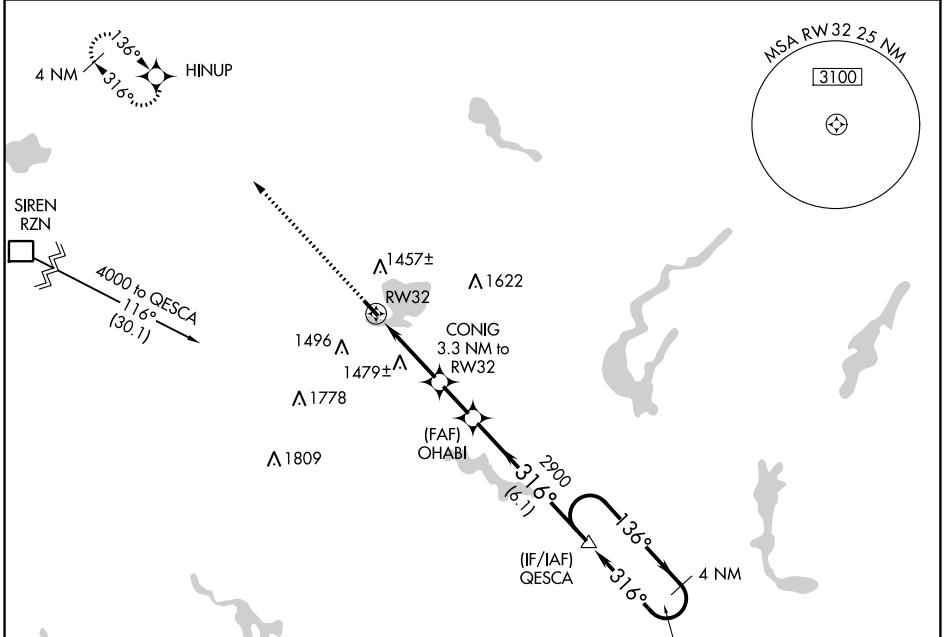 136°
4 NM
316°
HINUP
MSA RW32 25 NM
3100
SIREN
RZN
4000 to QESCA
116°
(30.1)
1457±
1622
RW32
CONIG
3.3 NM to
RW32
1496
1479±
1778
1809
(FAF)
OHABI
2900
316°
(6.1)
136°
(IF/IAF)
QESCA
316°
4 NM